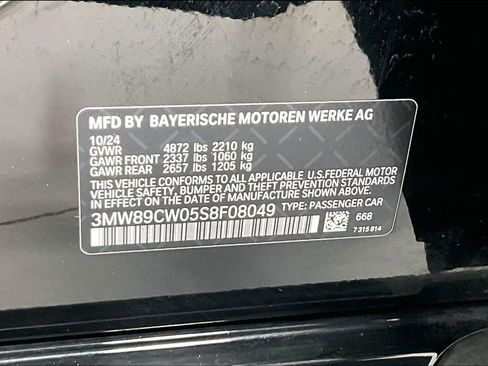 MFD BY BAYERISCHE MOTOREN WERKE AG
10/24
GVWR 4872 lbs 2210 kg
GAWR FRONT 2337 lbs 1060 kg
GAWR REAR 2657 lbs 1205 kg
THIS VEHICLE CONFORMS TO ALL APPLICABLE U.S.FEDERAL MOTOR
VEHICLE SAFETY, BUMPER AND THEFT PREVENTION
STANDARDS IN EFFECT ON THE DATE OF MANUFACTURE SHOWN ABOVE.
3MW89CW05S8F08049 TYPE: PASSENGER CAR
668
7 315 814